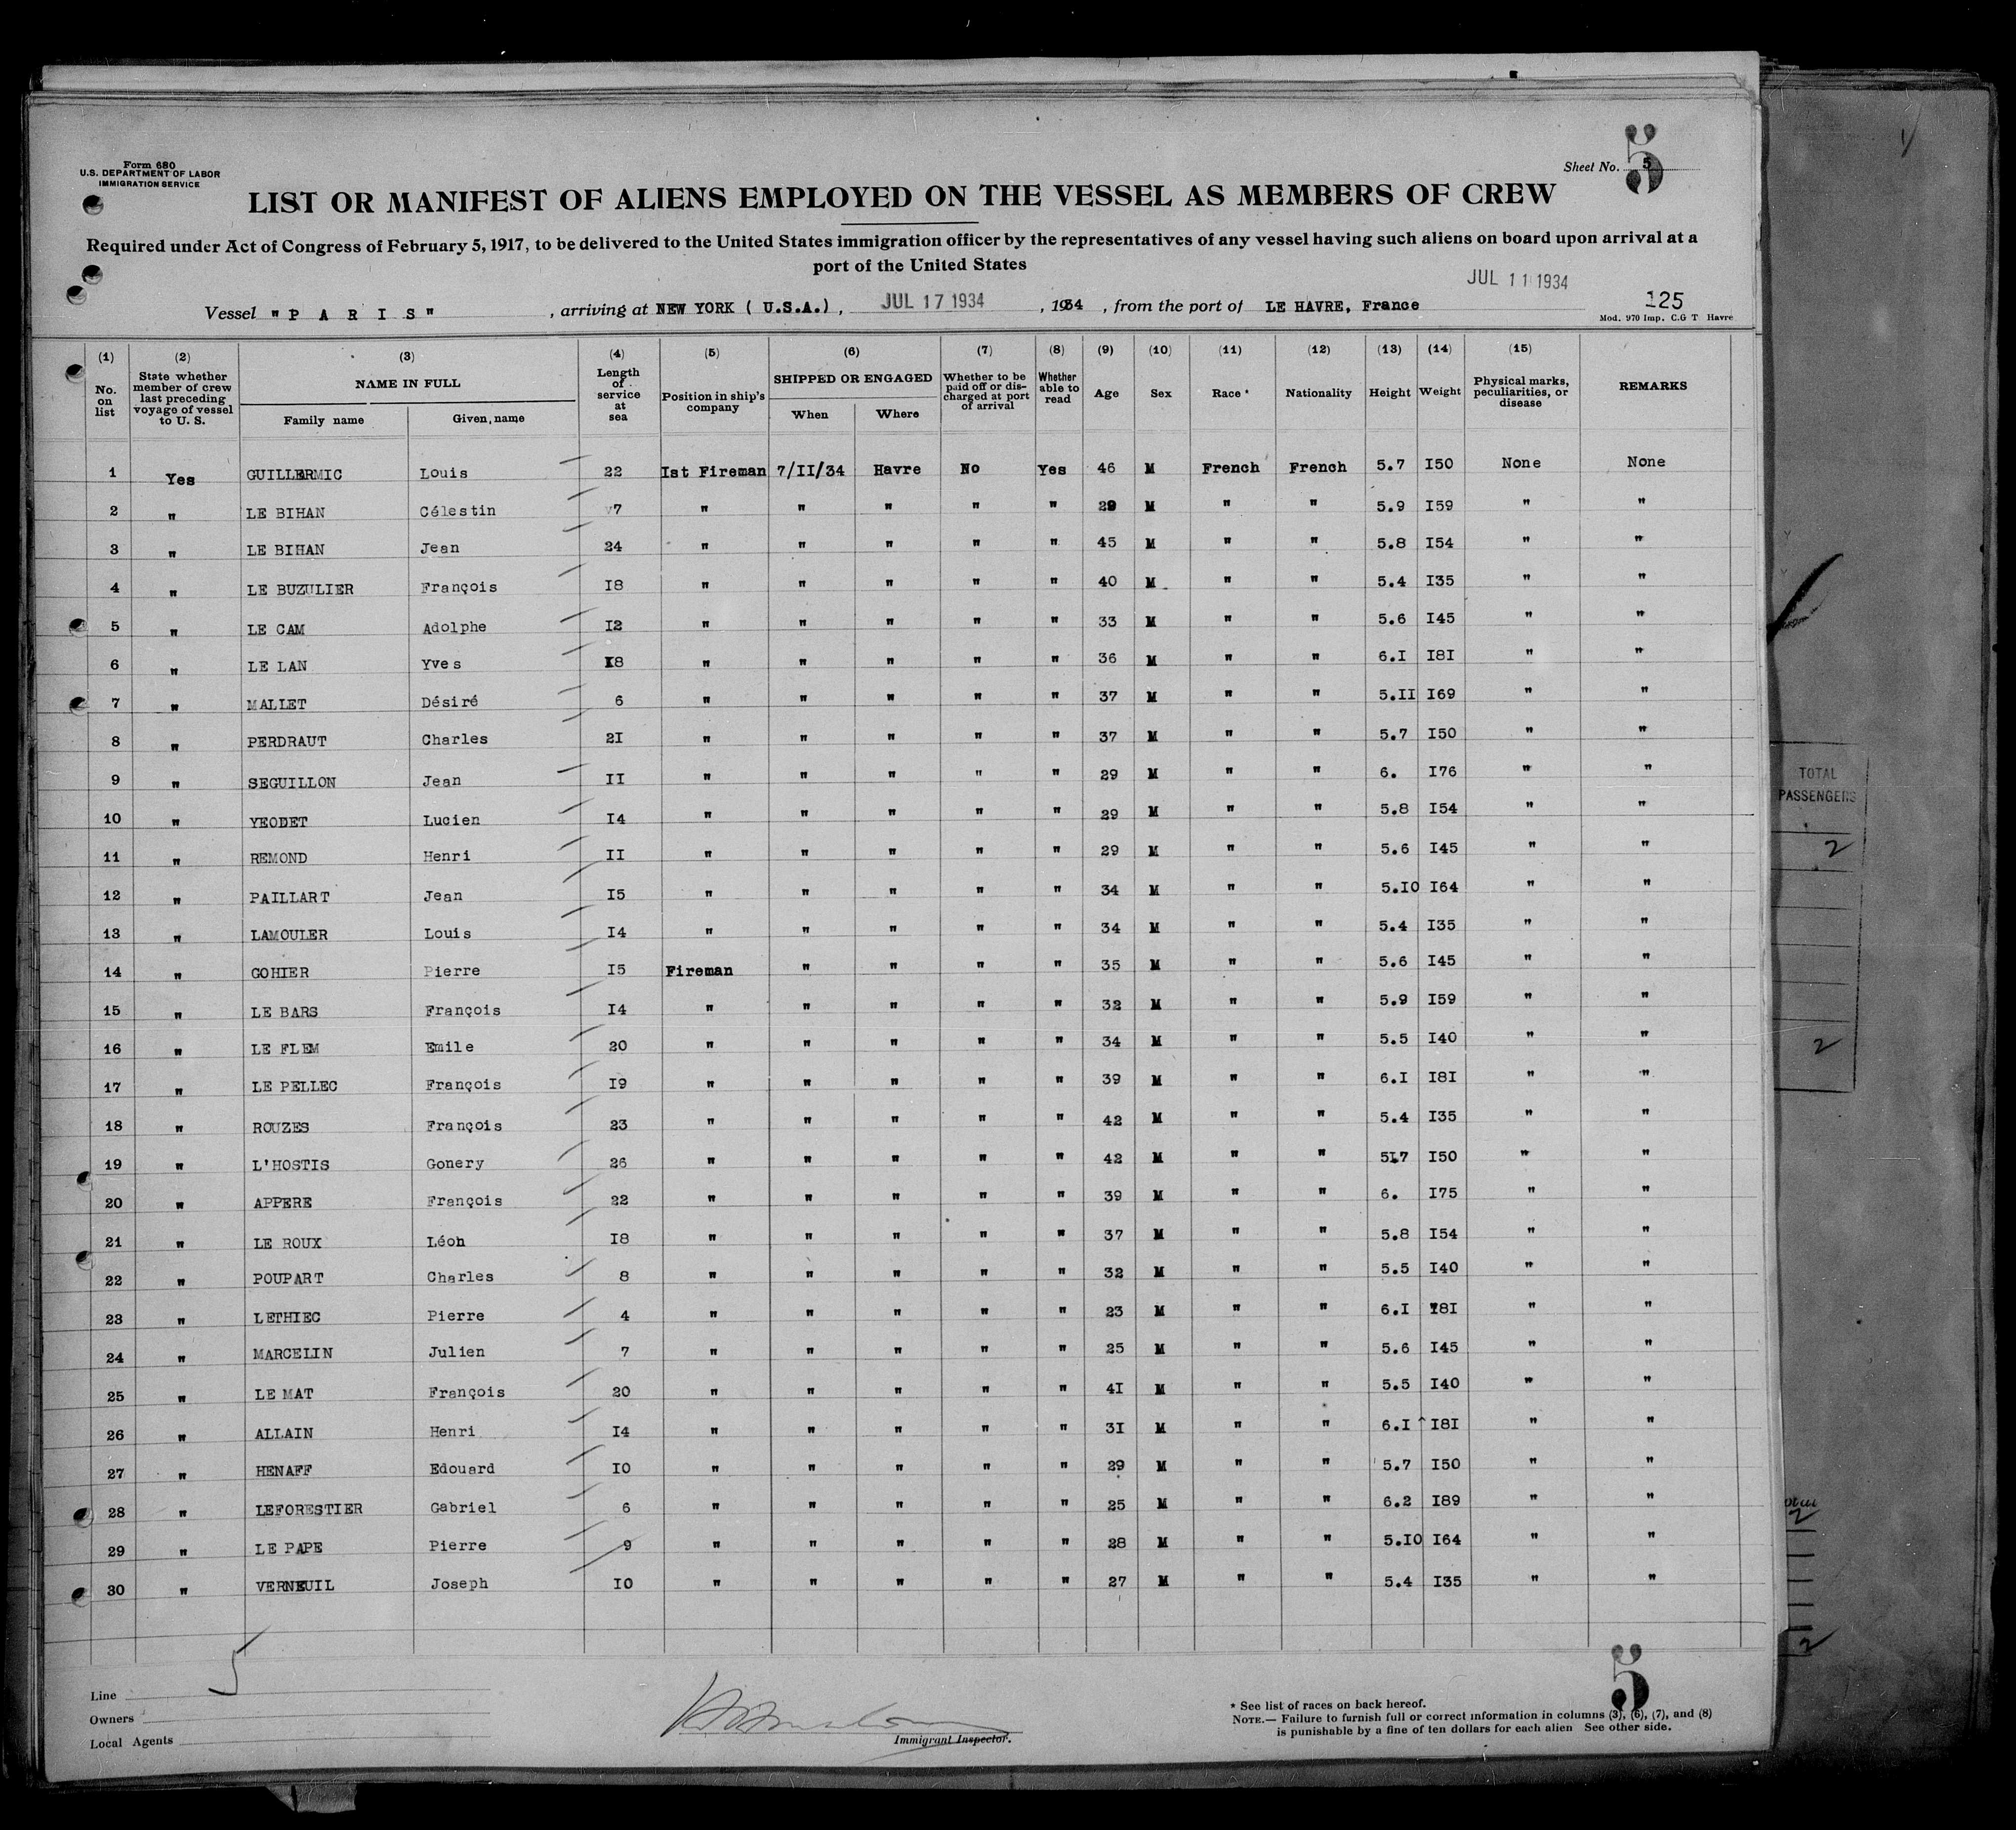 Form 680
U.S. DEPARTMENT OF LABOR
IMMIGRATION SERVICE
Sheet No. 5
5
LIST OR MANIFEST OF ALIENS EMPLOYED ON THE VESSEL AS MEMBERS OF CREW
Required under Act of Congress of February 5, 1917, to be delivered to the United States immigration officer by the representatives of any vessel having such aliens on board upon arrival at a
port of the United States
JUL 11 1934
Vessel "P A R I S" , arriving at NEW YORK ( U.S.A.) , JUL 17 1934 , 1934 , from the port of LE HAVRE, France 125
Mod. 970 Imp. C.G T Havre
(1) (2) (3) (4) (5) (6) (7) (8) (9) (10) (11) (12) (13) (14) (15)
No. on list State whether member of crew last preceding voyage of vessel to U. S. NAME IN FULL Family name Given name Length of service at sea Position in ship's company SHIPPED OR ENGAGED When Where Whether to be paid off or discharged at port of arrival Whether able to read Age Sex Race * Nationality Height Weight Physical marks, peculiarities, or disease REMARKS
1 Yes GUILLERMIC Louis 22 Ist Fireman 7/II/34 Havre No Yes 46 M French French 5.7 I50 None None
2 " LE BIHAN Célestin 7 " " " " " 29 M " " 5.9 I59 " "
3 " LE BIHAN Jean 24 " " " " " 45 M " " 5.8 I54 " "
4 " LE BUZULIER François I8 " " " " " 40 M " " 5.4 I35 " "
5 " LE CAM Adolphe I2 " " " " " 33 M " " 5.6 I45 " "
6 " LE LAN Yves I8 " " " " " 36 M " " 6.I I8I " "
7 " MALLET Désiré 6 " " " " " 37 M " " 5.II I69 " "
8 " PERDRAUT Charles 2I " " " " " 37 M " " 5.7 I50 " "
9 " SEGUILLON Jean II " " " " " 29 M " " 6. I76 " "
10 " YEODET Lucien I4 " " " " " 29 M " " 5.8 I54 " "
11 " REMOND Henri II " " " " " 29 M " " 5.6 I45 " "
12 " PAILLART Jean I5 " " " " " 34 M " " 5.IO I64 " "
13 " LAMOULER Louis I4 " " " " " 34 M " " 5.4 I35 " "
14 " GOHIER Pierre I5 Fireman " " " " 35 M " " 5.6 I45 " "
15 " LE BARS François I4 " " " " " 32 M " " 5.9 I59 " "
16 " LE FLEM Emile 20 " " " " " 34 M " " 5.5 I40 " "
17 " LE PELLEC François I9 " " " " " 39 M " " 6.I I8I " "
18 " ROUZES François 23 " " " " " 42 M " " 5.4 I35 " "
19 " L'HOSTIS Gonery 26 " " " " " 42 M " " 5I.7 I50 " "
20 " APPERE François 22 " " " " " 39 M " " 6. I75 " "
21 " LE ROUX Léon I8 " " " " " 37 M " " 5.8 I54 " "
22 " POUPART Charles 8 " " " " " 32 M " " 5.5 I40 " "
23 " LETHIEC Pierre 4 " " " " " 23 M " " 6.I I8I " "
24 " MARCELIN Julien 7 " " " " " 25 M " " 5.6 I45 " "
25 " LE MAT François 20 " " " " " 4I M " " 5.5 I40 " "
26 " ALLAIN Henri I4 " " " " " 3I M " " 6.I I8I " "
27 " HENAFF Edouard IO " " " " " 29 M " " 5.7 I50 " "
28 " LEFORESTIER Gabriel 6 " " " " " 25 M " " 6.2 I89 " "
29 " LE PAPE Pierre 9 " " " " " 28 M " " 5.IO I64 " "
30 " VERNEUIL Joseph IO " " " " " 27 M " " 5.4 I35 " "
TOTAL
PASSENGERS
2
2
2
2
5
Line
Owners
Local Agents
Immigrant Inspector.
5
* See list of races on back hereof.
NOTE.— Failure to furnish full or correct information in columns (3), (6), (7), and (8)
is punishable by a fine of ten dollars for each alien See other side.